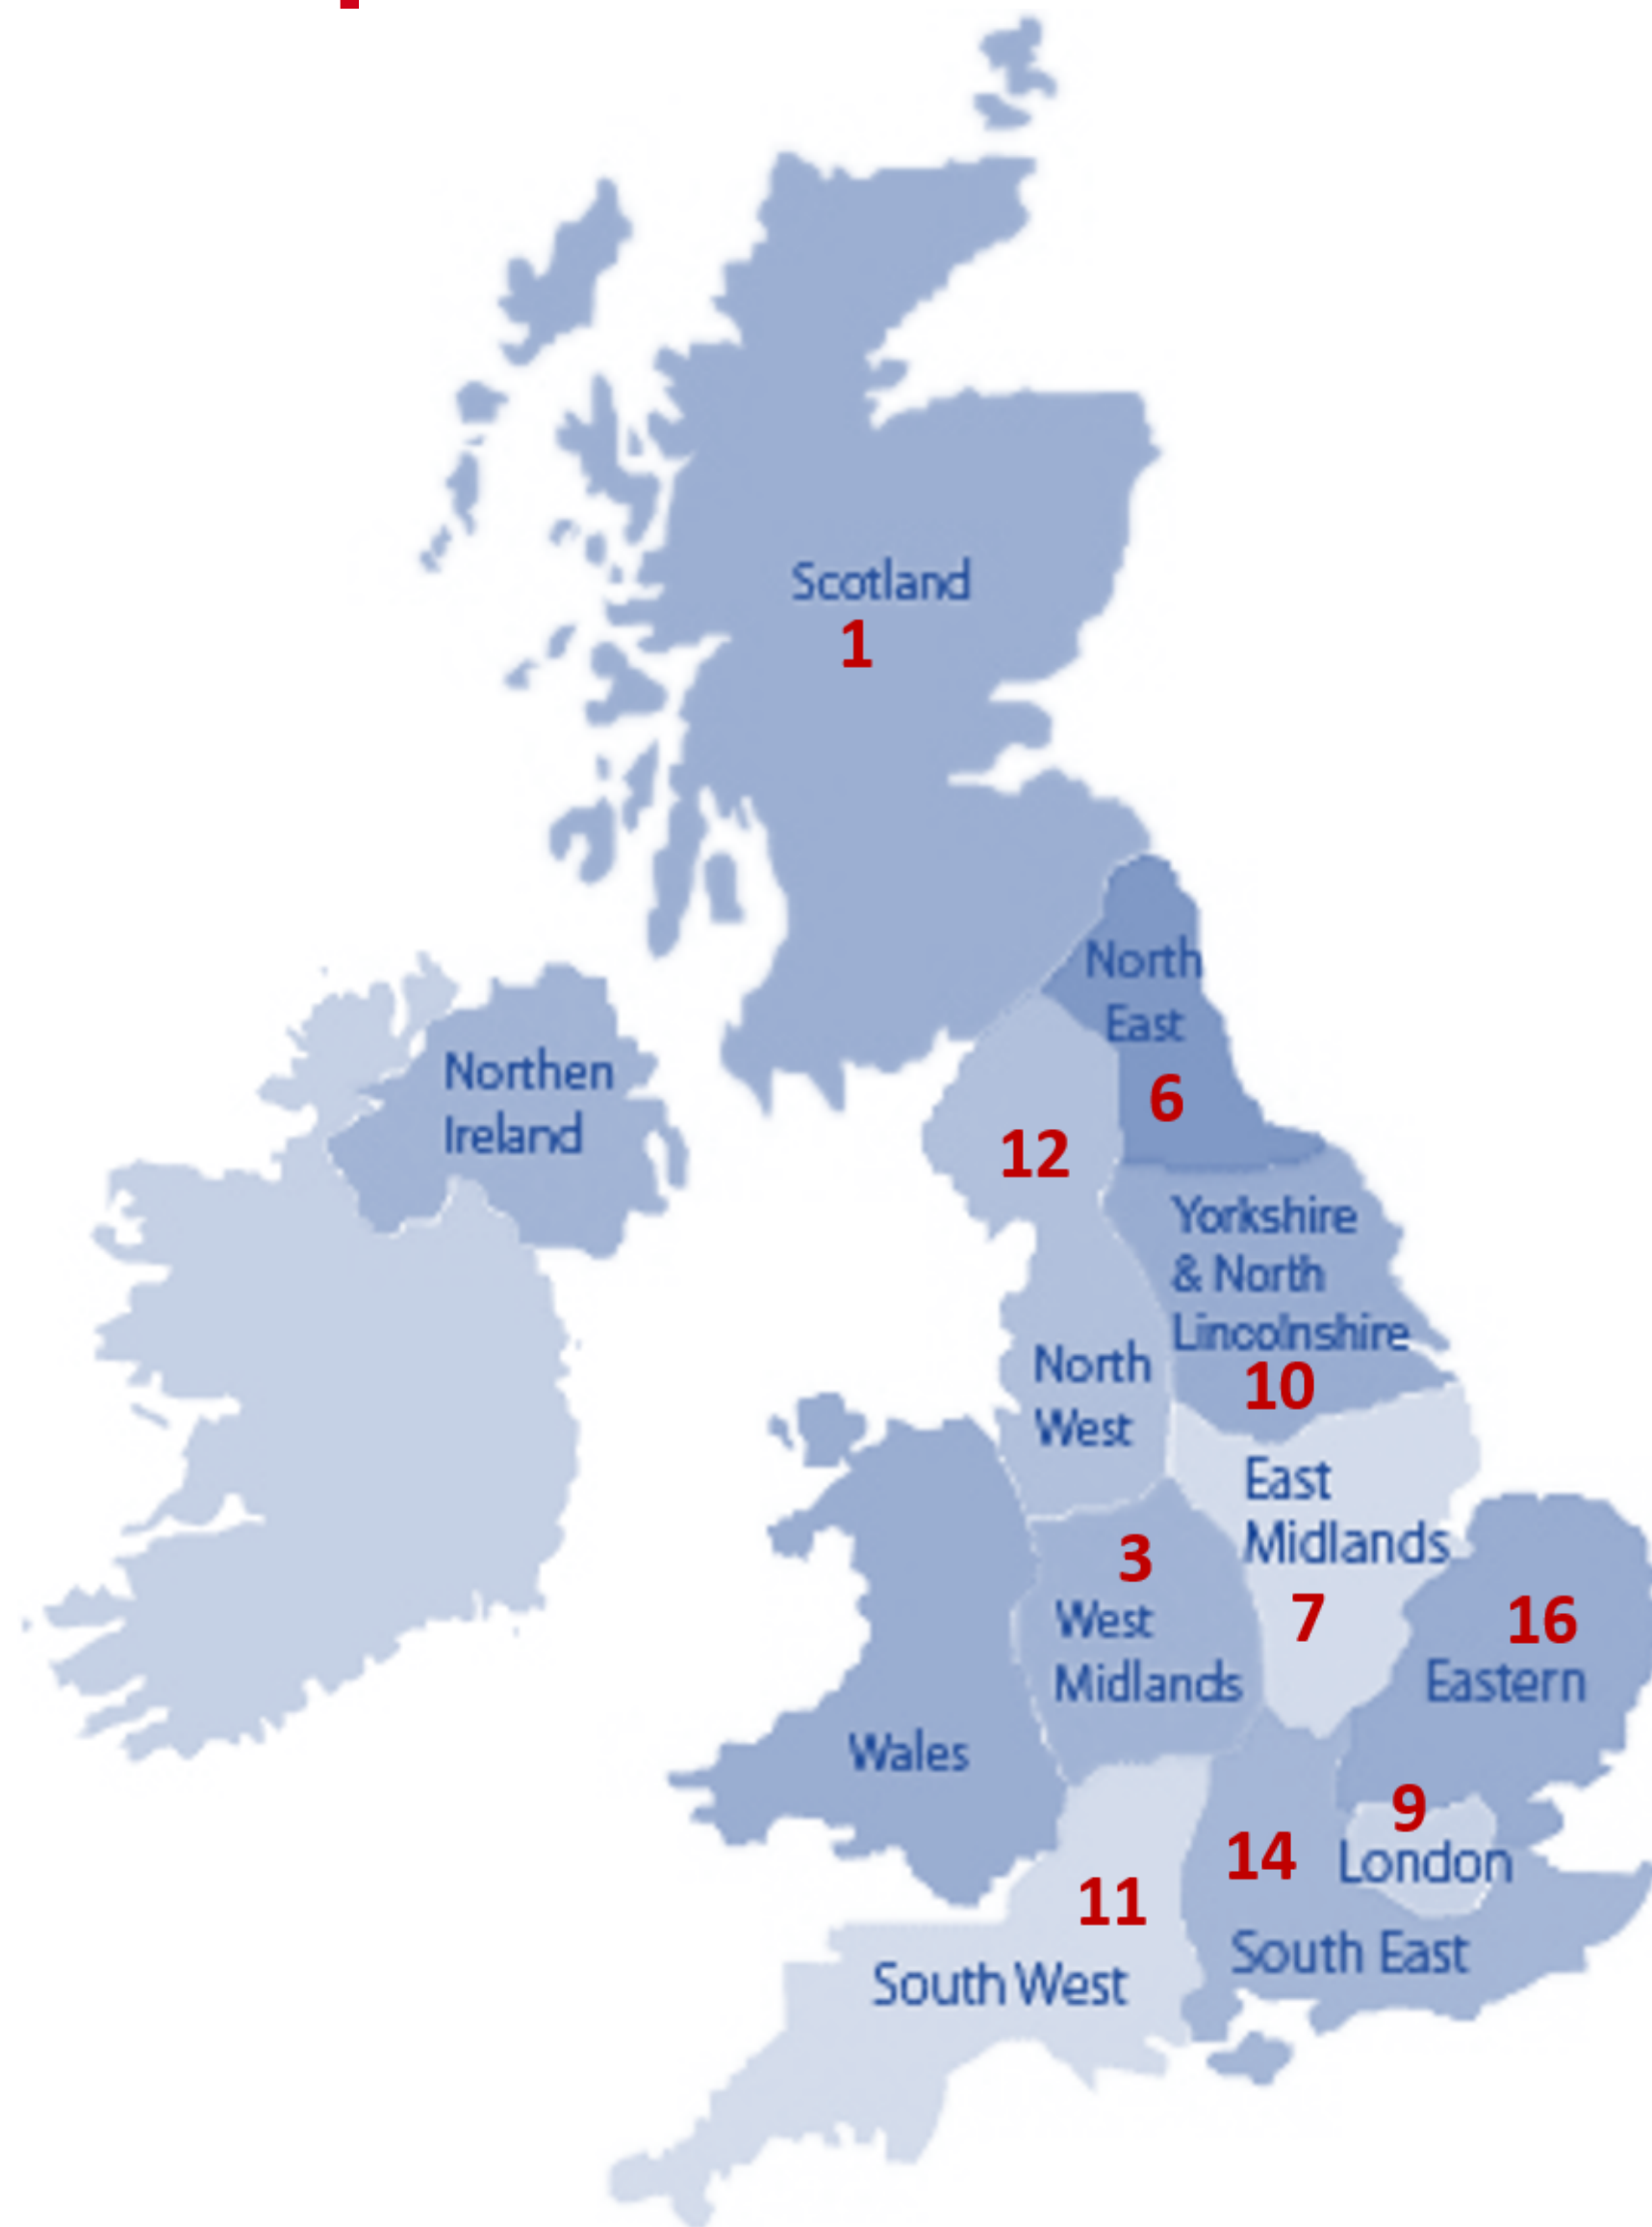 Scotland
1
North
East
6
Northen
Ireland
12
Yorkshire
& North
Lincolnshire
10
North
West
East
Midlands
7
3
West
Midlands
16
Eastern
Wales
9
London
14
South East
11
South West